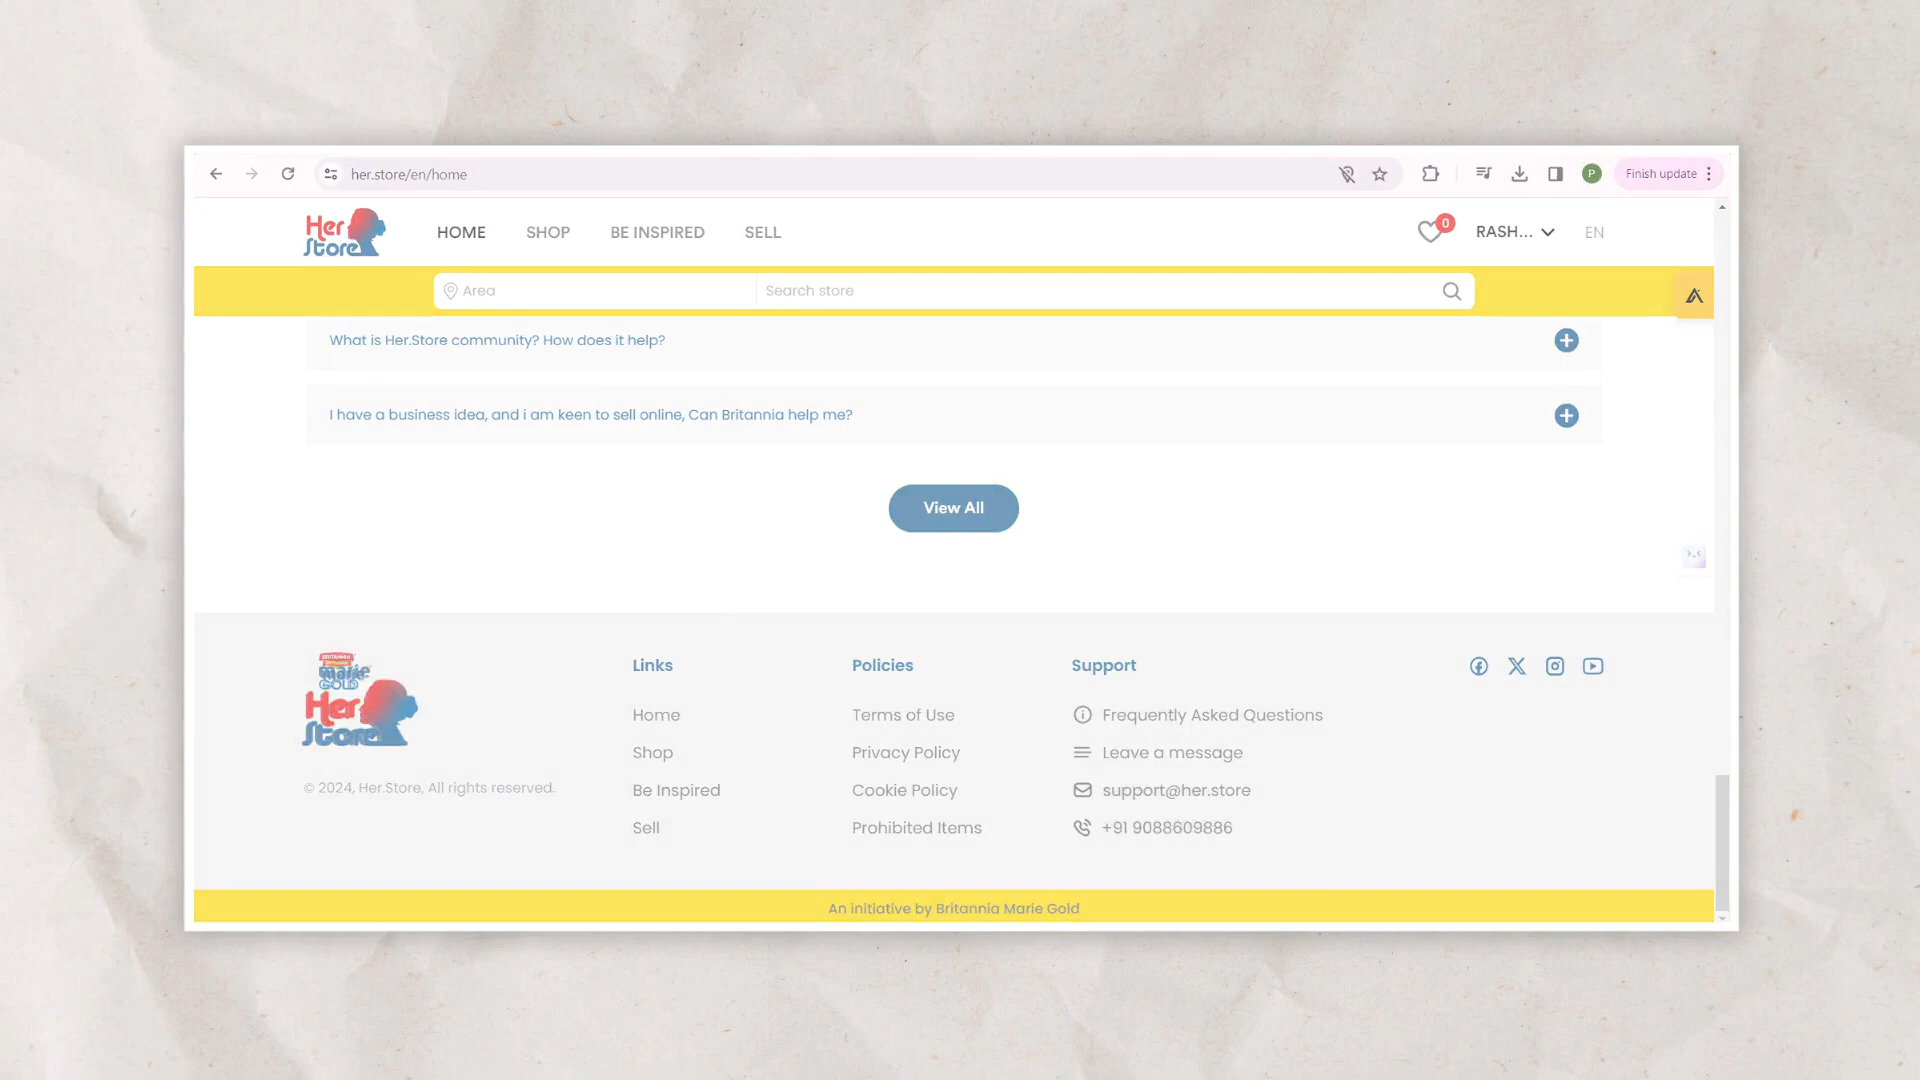 her.store/en/home
P
Finish update
Her Store
HOME
SHOP
BE INSPIRED
SELL
0
RASH...
EN
Area
Search store
What is Her.Store community? How does it help?
I have a business idea, and i am keen to sell online, Can Britannia help me?
View All
BRITANNIA
marie
GOLD
Her
Store
© 2024, Her.Store, All rights reserved.
Links
Home
Shop
Be Inspired
Sell
Policies
Terms of Use
Privacy Policy
Cookie Policy
Prohibited Items
Support
Frequently Asked Questions
Leave a message
support@her.store
+91 9088609886
An initiative by Britannia Marie Gold